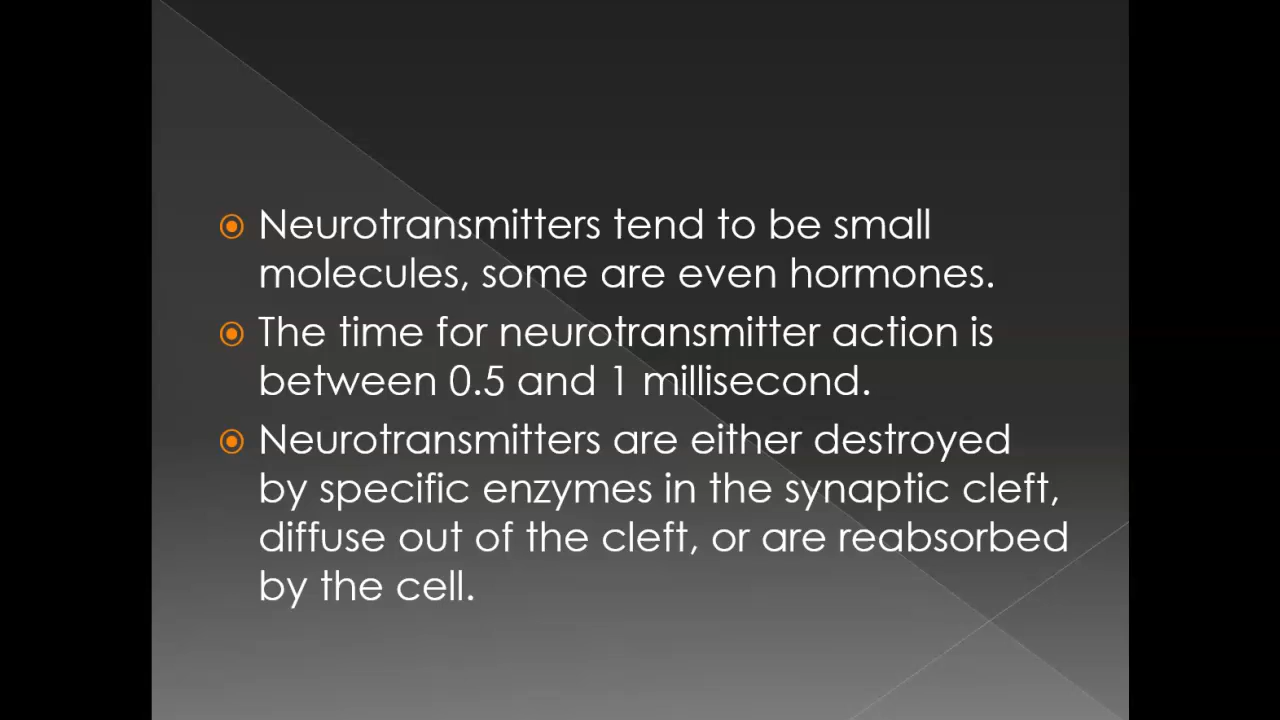 Neurotransmitters tend to be small
molecules, some are even hormones.
The time for neurotransmitter action is
between 0.5 and 1 millisecond.
Neurotransmitters are either destroyed
by specific enzymes in the synaptic cleft,
diffuse out of the cleft, or are reabsorbed
by the cell.